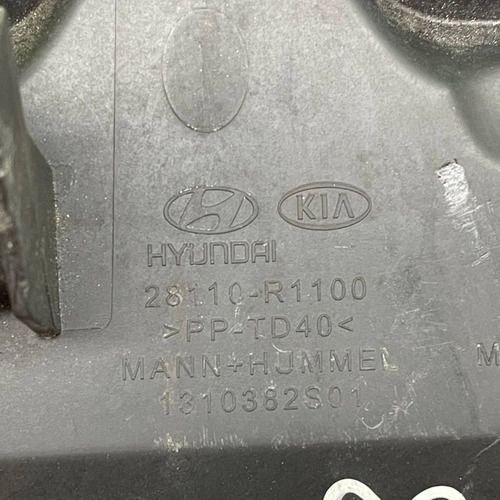 KIA
HYUNDAI
28110-R1100
>PP-TD40<
MANN+HUMMEL
1310382S01
M